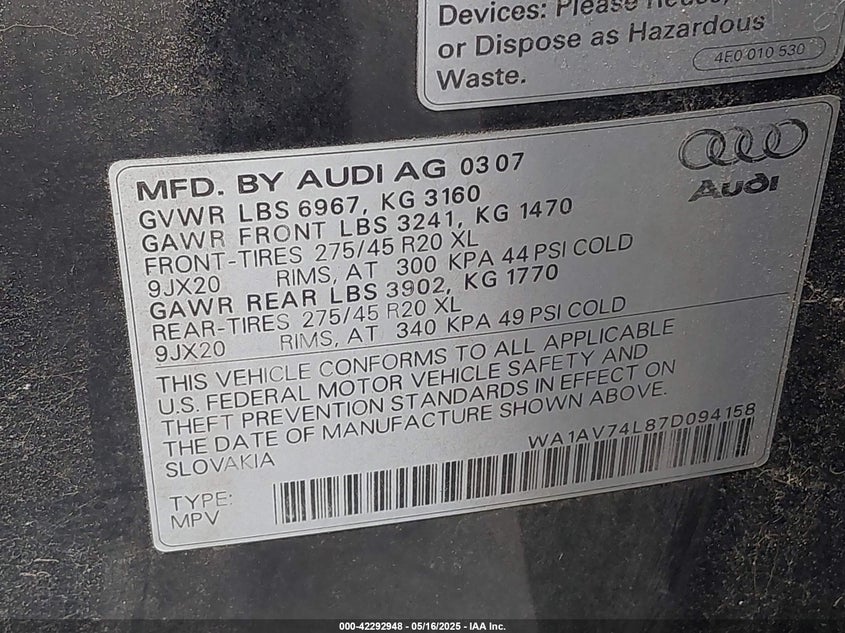 Devices: Please
or Dispose as Hazardous
Waste.
4E0 010 530
Audi
MFD. BY AUDI AG 03 07
GVWR LBS 6967, KG 3160
GAWR FRONT LBS 3241, KG 1470
FRONT-TIRES 275/45 R20 XL
9JX20 RIMS, AT 300 KPA 44 PSI COLD
GAWR REAR LBS 3902, KG 1770
REAR-TIRES 275/45 R20 XL
9JX20 RIMS, AT 340 KPA 49 PSI COLD
THIS VEHICLE CONFORMS TO ALL APPLICABLE
U.S. FEDERAL MOTOR VEHICLE SAFETY AND
THEFT PREVENTION STANDARDS IN EFFECT ON
THE DATE OF MANUFACTURE SHOWN ABOVE.
SLOVAKIA
WA1AV74L87D094158
TYPE:
MPV
000-42292948 - 05/16/2025 - IAA Inc.